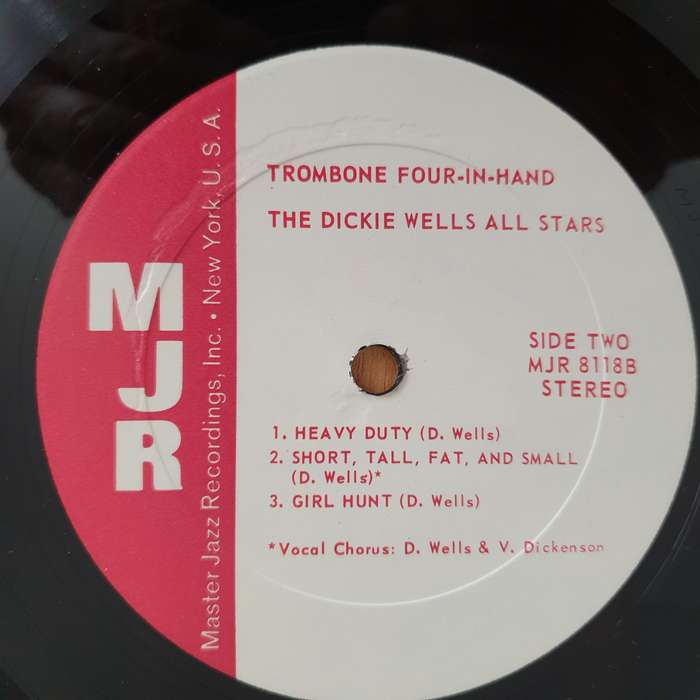 TROMBONE FOUR-IN-HAND
THE DICKIE WELLS ALL STARS
MJR
Master Jazz Recordings, Inc. • New York, U. S. A.
SIDE TWO
MJR 8118B
STEREO
1. HEAVY DUTY (D. Wells)
2. SHORT, TALL, FAT, AND SMALL
(D. Wells)*
3. GIRL HUNT (D. Wells)
*Vocal Chorus: D. Wells & V. Dickenson